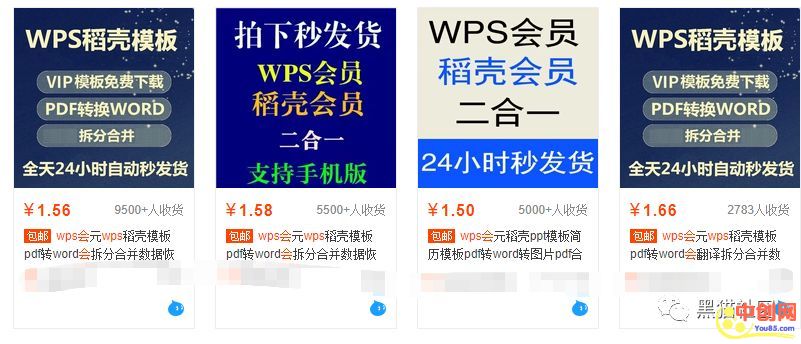 WPS稻壳模板
VIP模板免费下载
PDF转换WORD
拆分合并
全天24小时自动秒发货
￥1.56 9500+人收货
包邮 wps会元wps稻壳模板
pdf转word会拆分合并数据恢
拍下秒发货
WPS会员
稻壳会员
二合一
支持手机版
￥1.58 5500+人收货
包邮 wps会元wps稻壳模板
pdf转word会拆分合并数据恢
WPS会员
稻壳会员
二合一
24小时秒发货
￥1.50 5000+人收货
包邮 wps会元稻壳ppt模板简
历模板pdf转word转图片pdf合
WPS稻壳模板
VIP模板免费下载
PDF转换WORD
拆分合并
全天24小时自动秒发货
￥1.66 2783人收货
包邮 wps会元wps稻壳模板
pdf转word会翻译拆分合并数
黑猫社区
中创网
You85.com